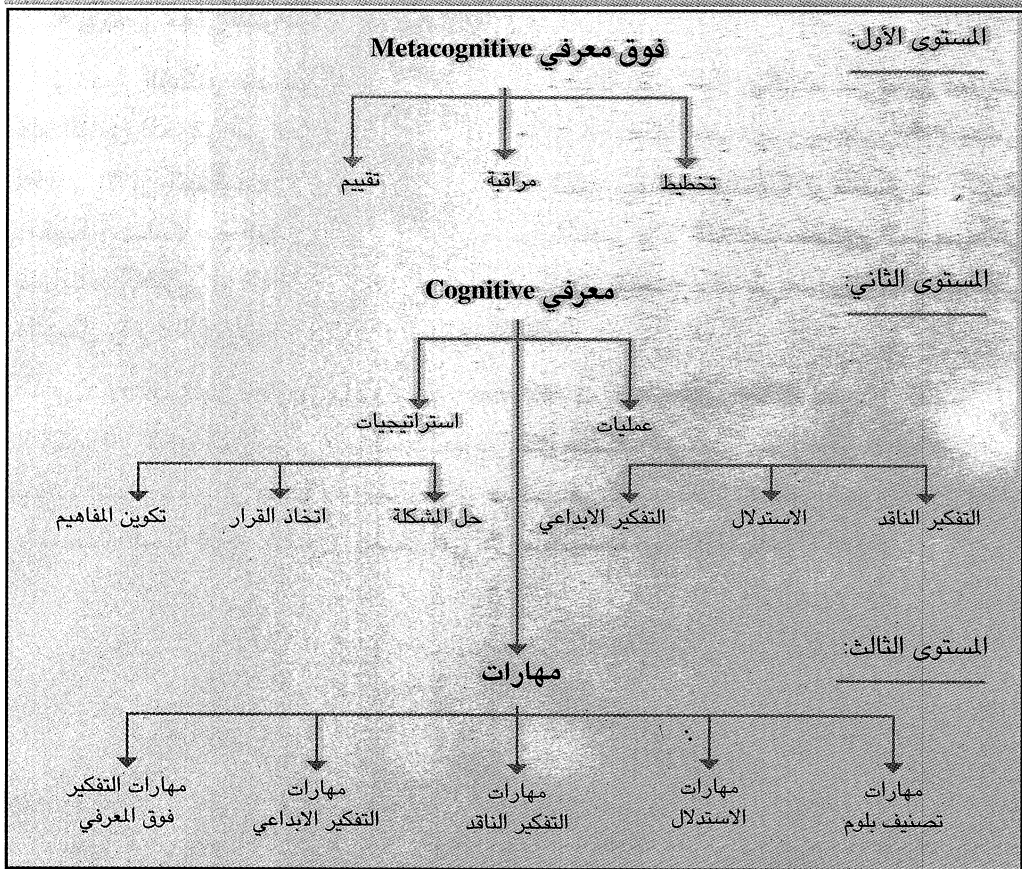 المستوى الأول:
فوق معرفي Metacognitive
تخطيط
مراقبة
تقييم
المستوى الثاني:
معرفي Cognitive
عمليات
استراتيجيات
التفكير الناقد
الاستدلال
التفكير الابداعي
حل المشكلة
اتخاذ القرار
تكوين المفاهيم
المستوى الثالث:
مهارات
مهارات
تصنيف بلوم
مهارات
الاستدلال
مهارات
التفكير الناقد
مهارات
التفكير الابداعي
مهارات التفكير
فوق المعرفي